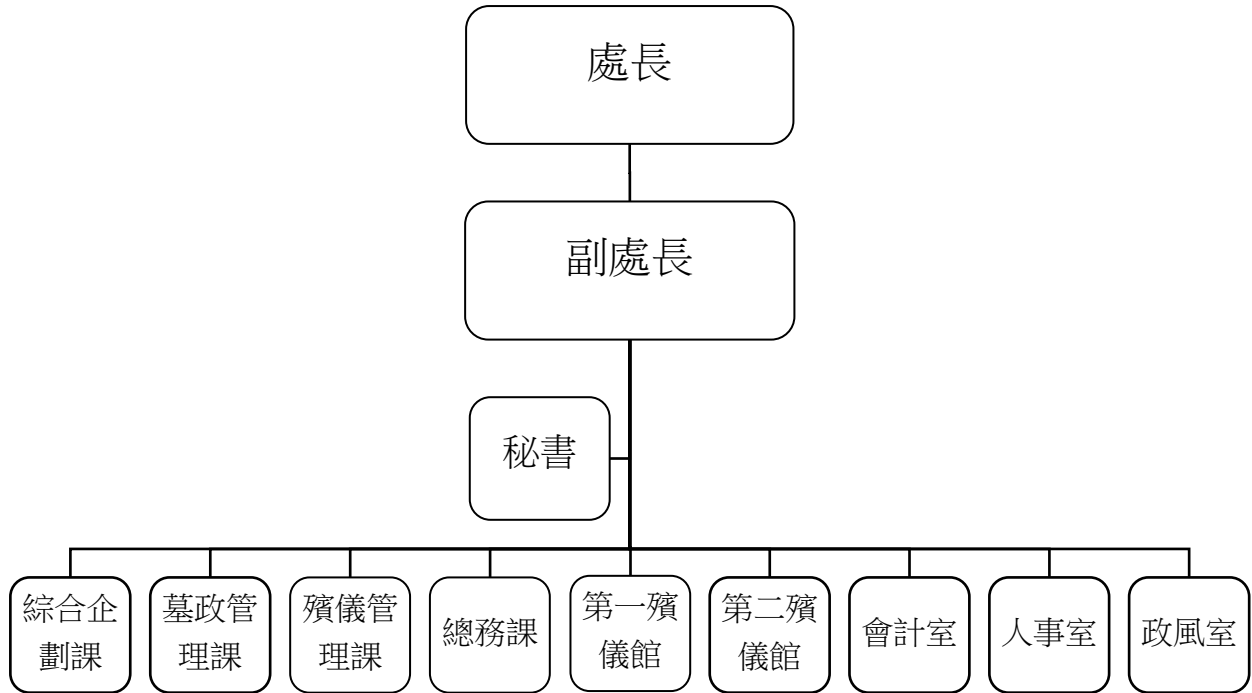 處長
副處長
秘書
綜合企
劃課
墓政管
理課
殯儀管
理課
總務課
第一殯
儀館
第二殯
儀館
會計室
人事室
政風室